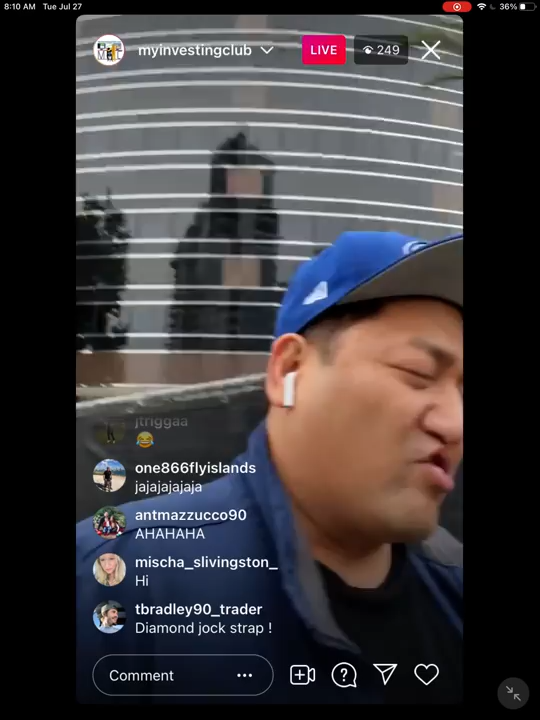 8:10 AM Tue Jul 27
36%
myinvestingclub
LIVE
249
jtriggaa
😂
one866flyislands
jajajajajaja
antmazzucco90
AHAHAHA
mischa_slivingston_
Hi
tbradley90_trader
Diamond jock strap !
Comment